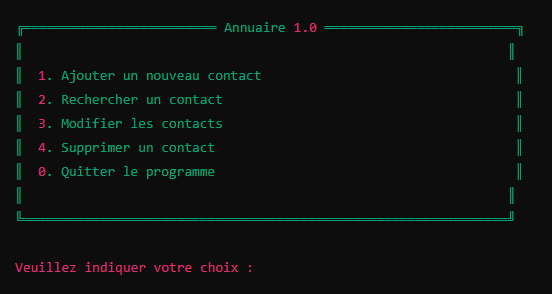 Annuaire 1.0
1. Ajouter un nouveau contact
2. Rechercher un contact
3. Modifier les contacts
4. Supprimer un contact
0. Quitter le programme
Veuillez indiquer votre choix :